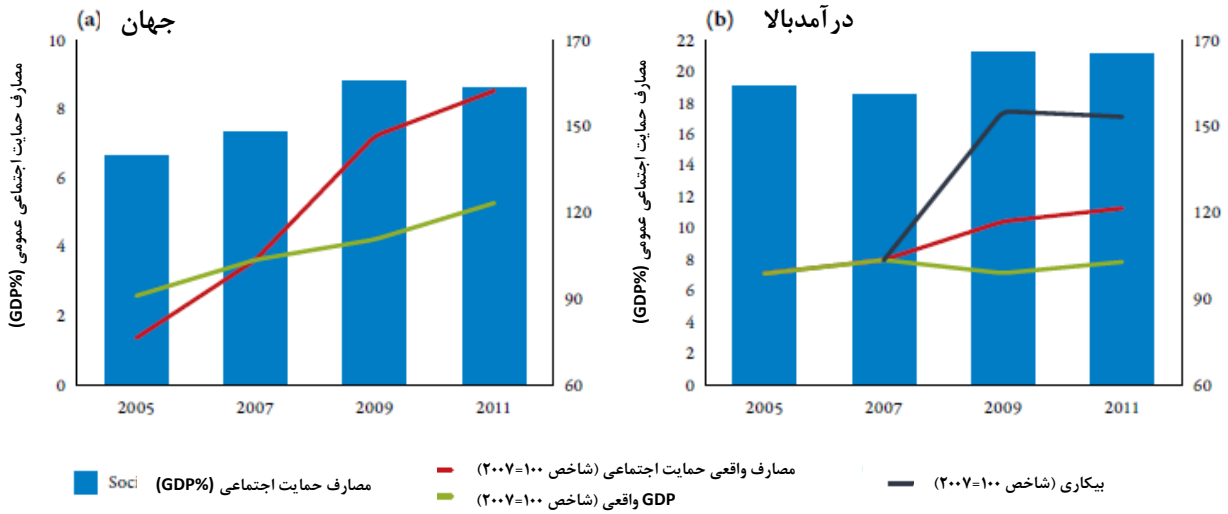 (a) جهان
مصارف حمایت اجتماعی عمومی (GDP%)
10
8
6
4
2
0
170
150
120
90
60
2005 2007 2009 2011
(b) درآمدبالا
مصارف حمایت اجتماعی عمومی (GDP%)
22
20
18
16
14
12
10
8
6
4
2
0
170
150
120
90
60
2005 2007 2009 2011
Soci مصارف حمایت اجتماعی (GDP%)
مصارف واقعی حمایت اجتماعی (شاخص ۱۰۰=۲۰۰۷)
GDP واقعی (شاخص ۱۰۰=۲۰۰۷)
بیکاری (شاخص ۱۰۰=۲۰۰۷)